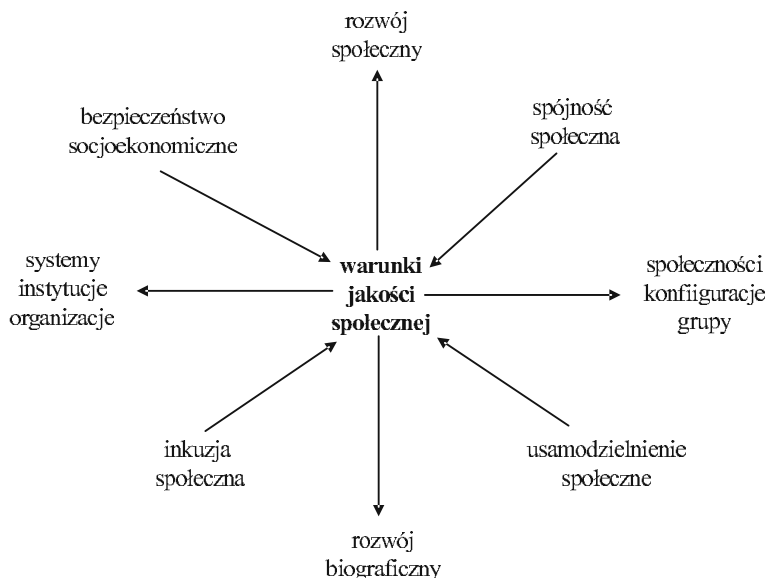 rozwój
społeczny
bezpieczeństwo
socjoekonomiczne
spójność
społeczna
systemy
instytucje
organizacje
warunki
jakości
społecznej
społeczności
konfiiguracje
grupy
inkuzja
społeczna
usamodzielnienie
społeczne
rozwój
biograficzny